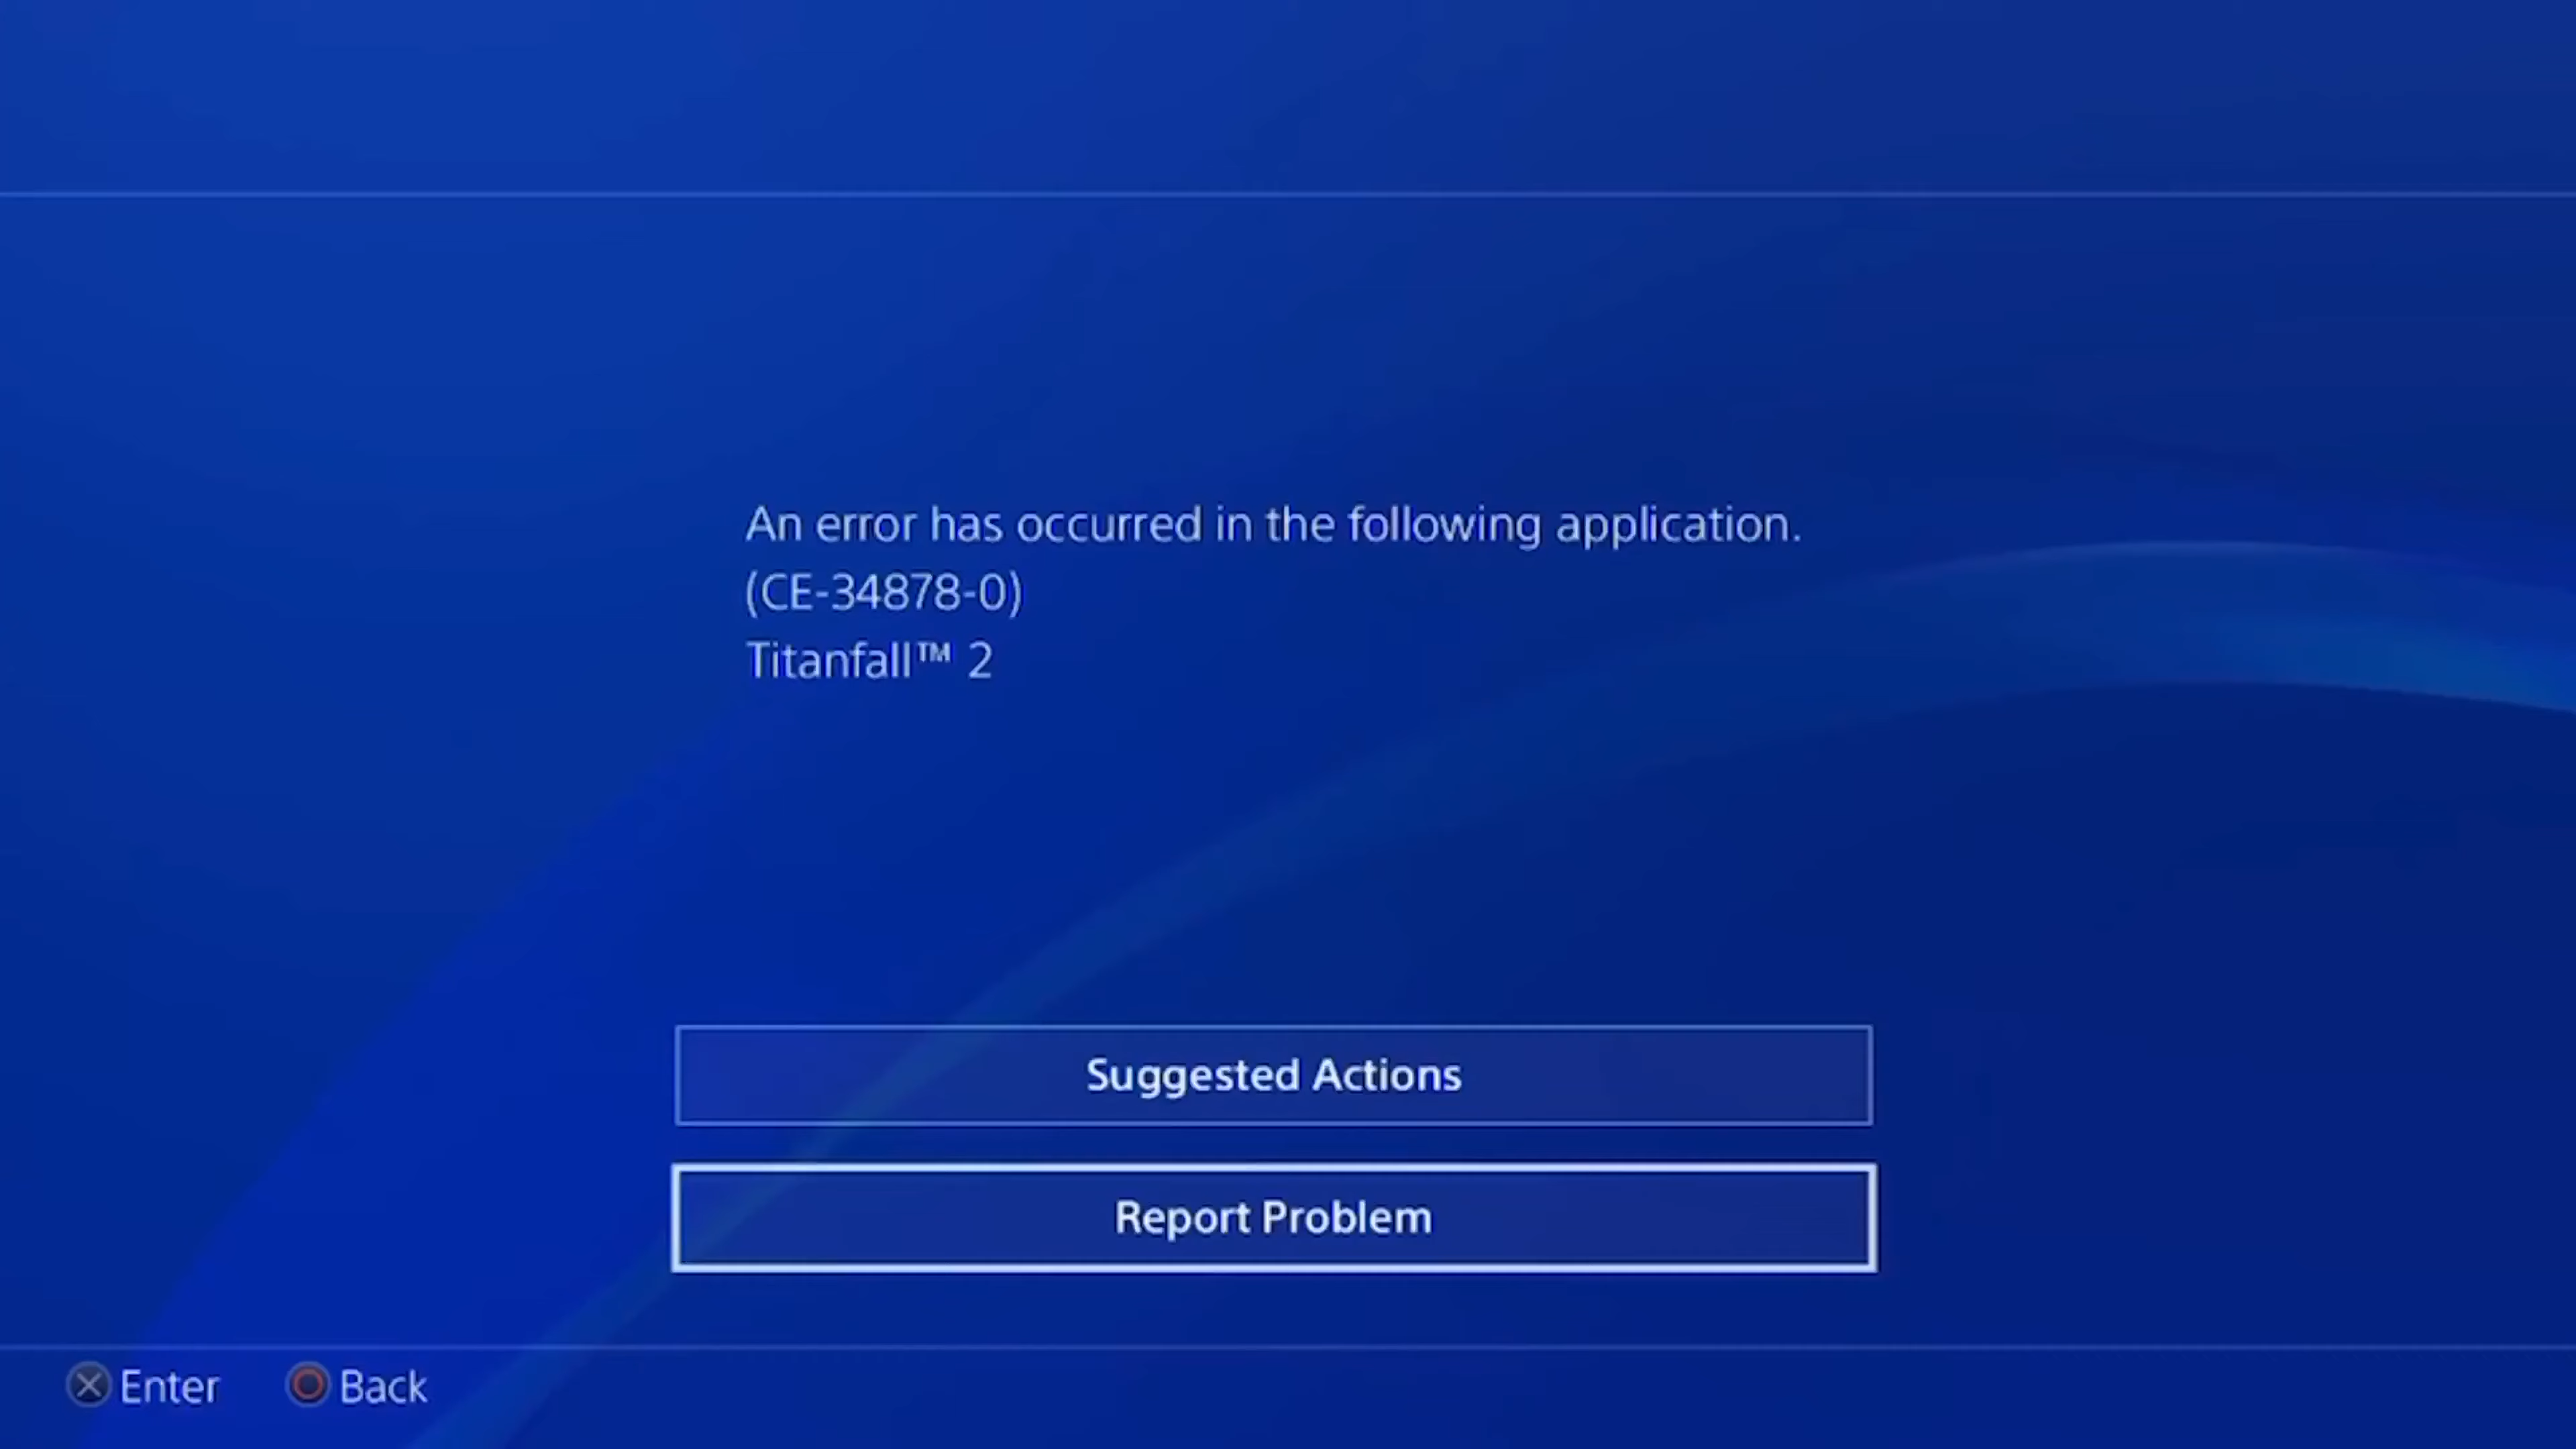 An error has occurred in the following application.
(CE-34878-0)
Titanfall™ 2
Suggested Actions
Report Problem
Enter
Back